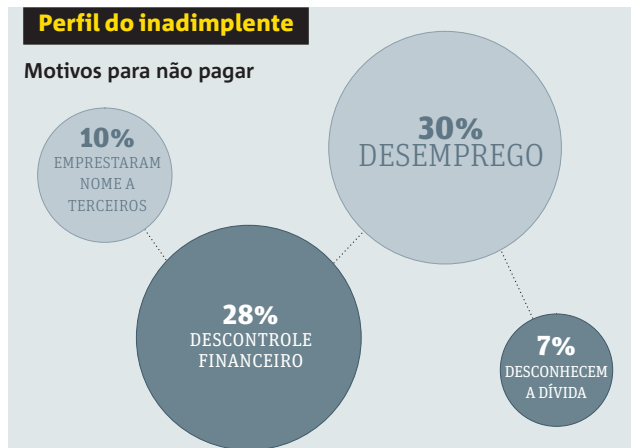 Perfil do inadimplente
Motivos para não pagar
10%
EMPRESTARAM
NOME A
TERCEIROS
30%
DESEMPREGO
28%
DESCONTROLE
FINANCEIRO
7%
DESCONHECEM
A DÍVIDA